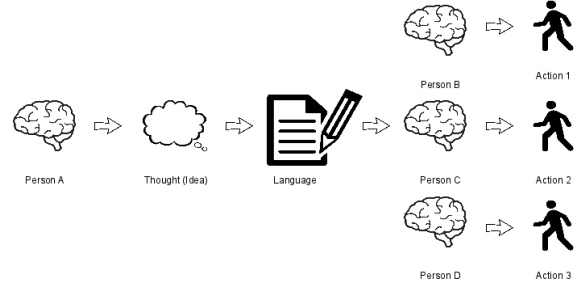 Person B
Action 1
Person A
Thought (Idea)
Language
Person C
Action 2
Person D
Action 3